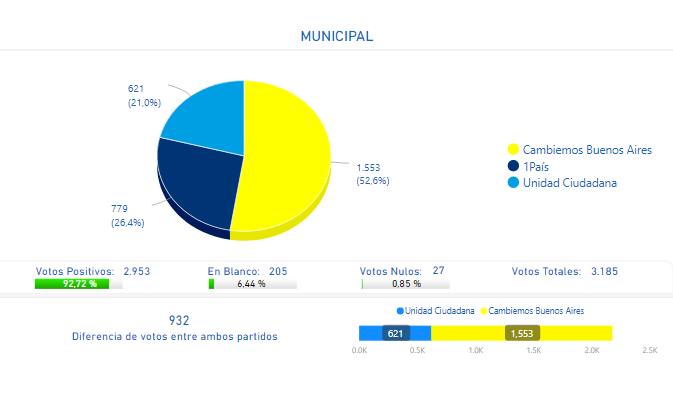 MUNICIPAL
621
(21,0%)
1.553
(52,6%)
779
(26,4%)
Cambiemos Buenos Aires
1País
Unidad Ciudadana
Votos Positivos: 2.953
92,72 %
En Blanco: 205
6,44 %
Votos Nulos: 27
0,85 %
Votos Totales: 3.185
932
Diferencia de votos entre ambos partidos
Unidad Ciudadana Cambiemos Buenos Aires
621 1,553
0.0K 0.5K 1.0K 1.5K 2.0K 2.5K